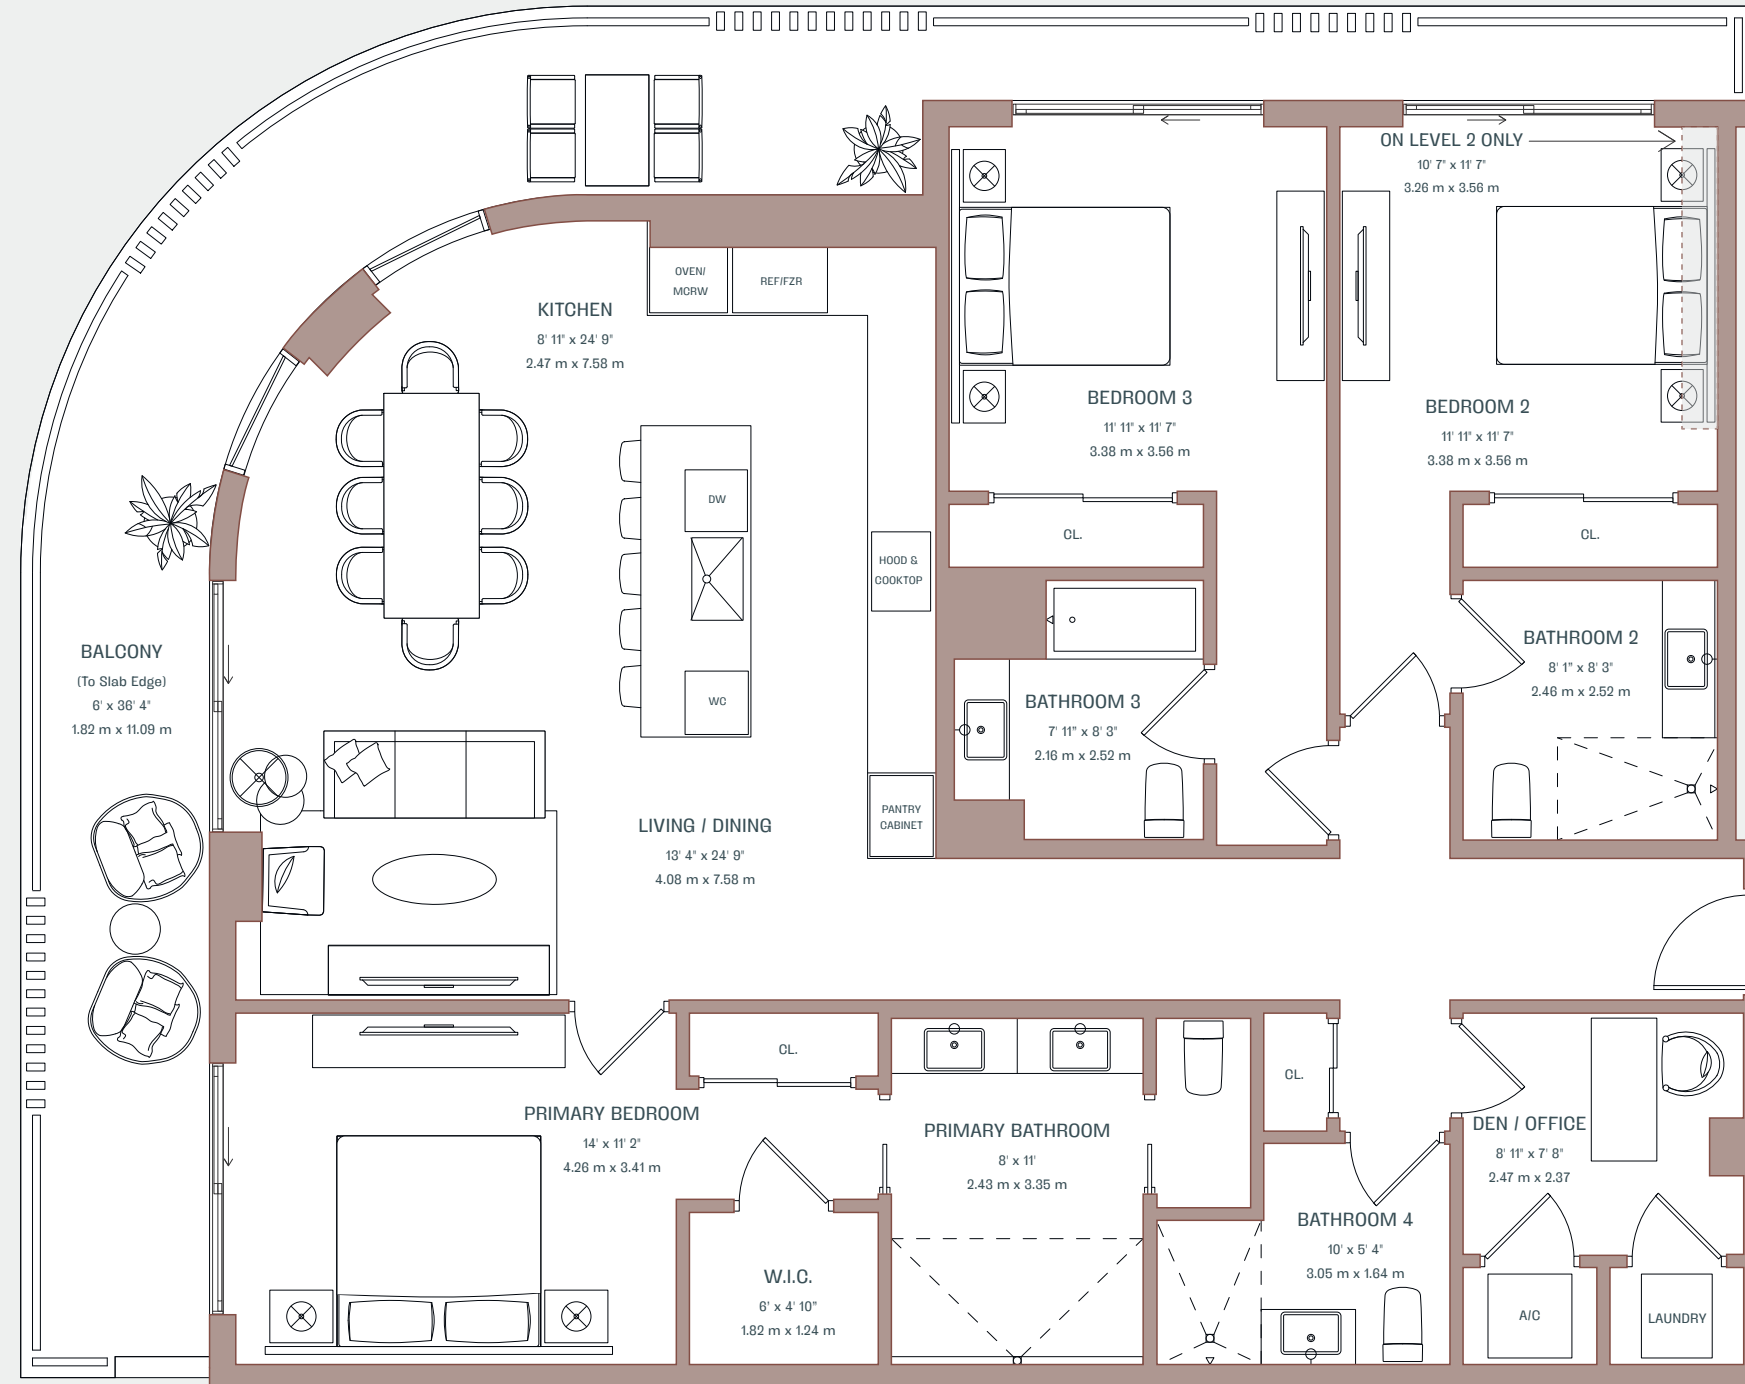 ON LEVEL 2 ONLY
10' 7" x 11' 7"
3.26 m x 3.56 m
OVEN/
MCRW
REF/FZR
KITCHEN
8' 11" x 24' 9"
2.47 m x 7.58 m
BEDROOM 3
11' 11" x 11' 7"
3.38 m x 3.56 m
BEDROOM 2
11' 11" x 11' 7"
3.38 m x 3.56 m
DW
CL.
CL.
HOOD &
COOKTOP
BALCONY
(To Slab Edge)
6' x 36' 4"
1.82 m x 11.09 m
BATHROOM 2
8' 1" x 8' 3"
2.46 m x 2.52 m
WC
BATHROOM 3
7' 11" x 8' 3"
2.16 m x 2.52 m
PANTRY
CABINET
LIVING / DINING
13' 4" x 24' 9"
4.08 m x 7.58 m
CL.
CL.
PRIMARY BEDROOM
14' x 11' 2"
4.26 m x 3.41 m
PRIMARY BATHROOM
8' x 11'
2.43 m x 3.35 m
DEN / OFFICE
8' 11" x 7' 8"
2.47 m x 2.37
BATHROOM 4
10' x 5' 4"
3.05 m x 1.64 m
W.I.C.
6' x 4' 10"
1.82 m x 1.24 m
A/C
LAUNDRY